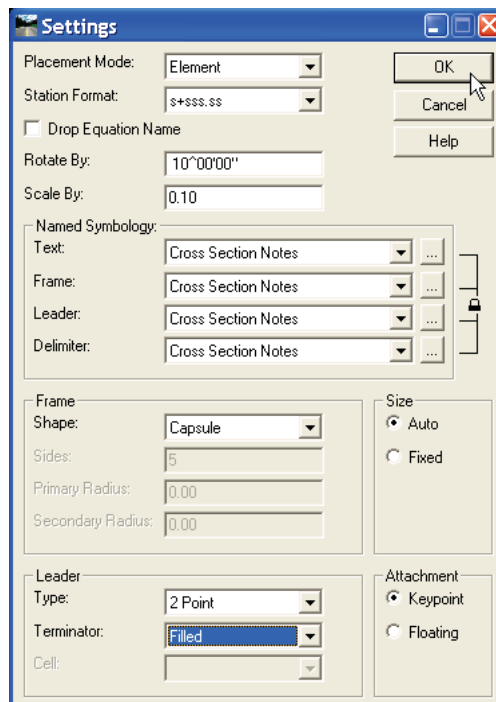 Settings
Placement Mode: Element OK
Station Format: s+sss.ss Cancel
Drop Equation Name Help
Rotate By: 10^00'00"
Scale By: 0.10
Named Symbology:
Text: Cross Section Notes ...
Frame: Cross Section Notes ...
Leader: Cross Section Notes ...
Delimiter: Cross Section Notes ...
Frame Size
Shape: Capsule Auto
Sides: 5 Fixed
Primary Radius: 0.00
Secondary Radius: 0.00
Leader Attachment
Type: 2 Point Keypoint
Terminator: Filled Floating
Cell: